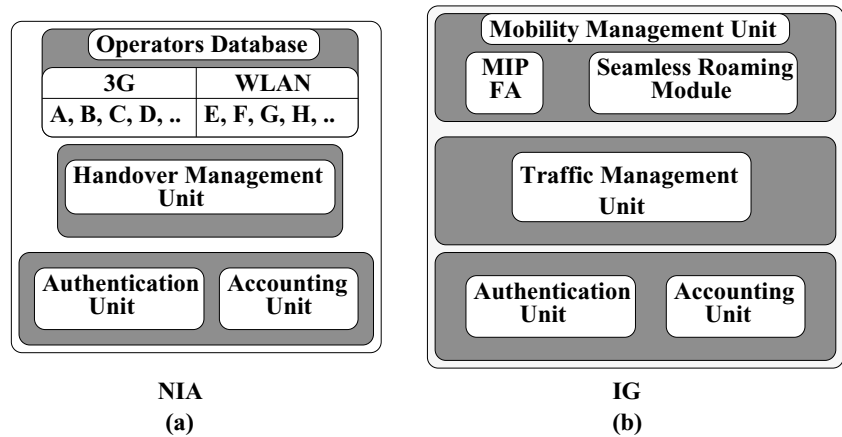 Operators Database
3G
WLAN
A, B, C, D, ..
E, F, G, H, ..
Handover Management
Unit
Authentication
Unit
Accounting
Unit
NIA
(a)
Mobility Management Unit
MIP
FA
Seamless Roaming
Module
Traffic Management
Unit
Authentication
Unit
Accounting
Unit
IG
(b)